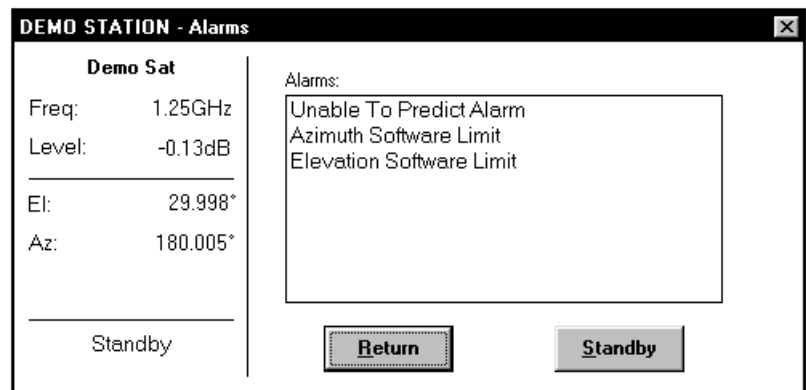 DEMO STATION - Alarms
Demo Sat
Freq: 1.25GHz
Level: -0.13dB
El: 29.998°
Az: 180.005°
Standby
Alarms:
Unable To Predict Alarm
Azimuth Software Limit
Elevation Software Limit
Return
Standby